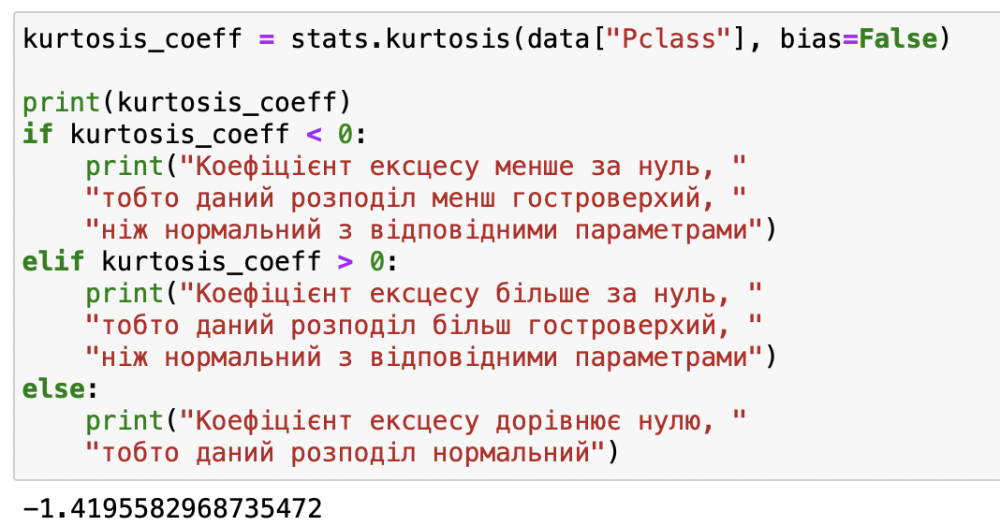 kurtosis_coeff = stats.kurtosis(data["Pclass"], bias=False)

print(kurtosis_coeff)
if kurtosis_coeff < 0:
    print("Коефіцієнт ексцесу менше за нуль, "
    "тобто даний розподіл менш гостроверхий, "
    "ніж нормальний з відповідними параметрами")
elif kurtosis_coeff > 0:
    print("Коефіцієнт ексцесу більше за нуль, "
    "тобто даний розподіл більш гостроверхий, "
    "ніж нормальний з відповідними параметрами")
else:
    print("Коефіцієнт ексцесу дорівнює нулю, "
    "тобто даний розподіл нормальний")
-1.4195582968735472